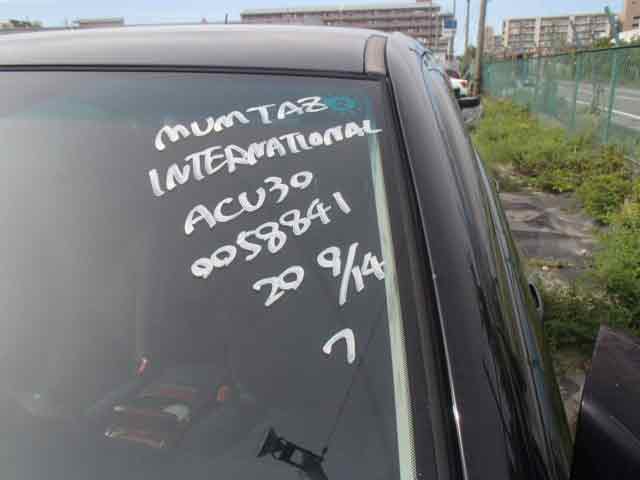 MUMTAZ
INTERNATIONAL
ACU30
0058841
20 9/14
7